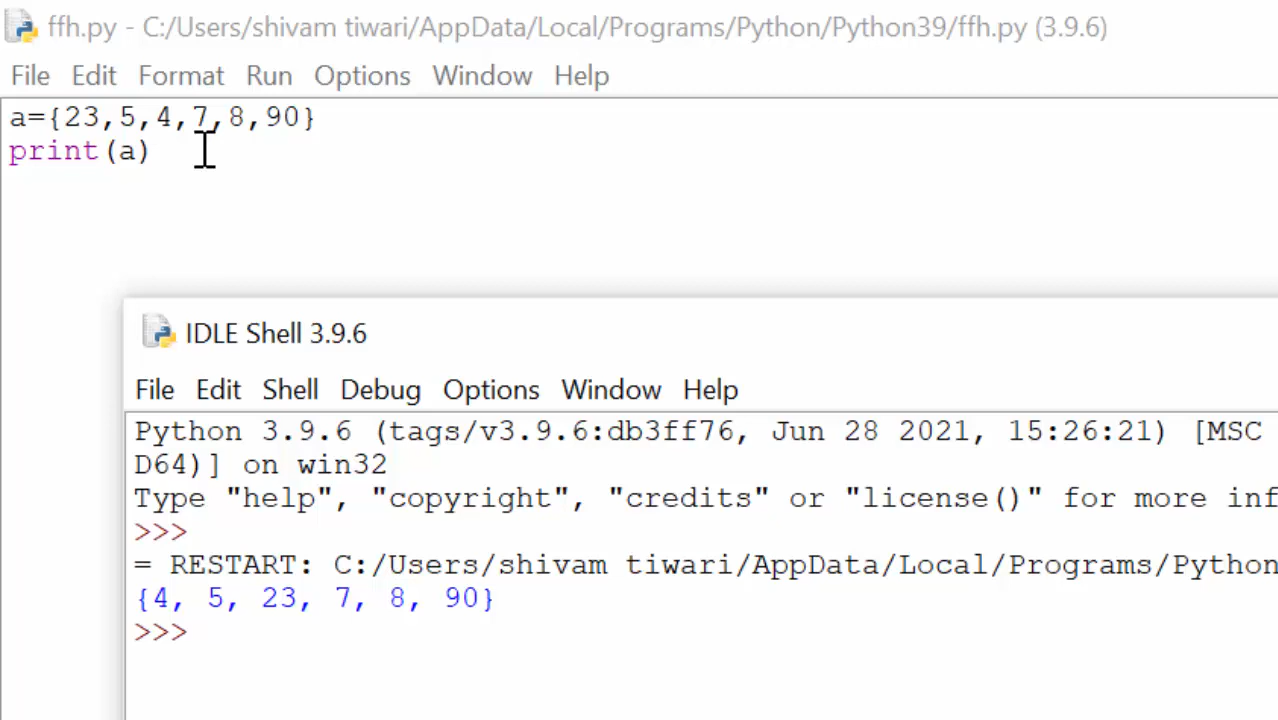 ffh.py - C:/Users/shivam tiwari/AppData/Local/Programs/Python/Python39/ffh.py (3.9.6)
File Edit Format Run Options Window Help
a={23,5,4,7,8,90}
print(a)
IDLE Shell 3.9.6
File Edit Shell Debug Options Window Help
Python 3.9.6 (tags/v3.9.6:db3ff76, Jun 28 2021, 15:26:21) [MSC
D64)] on win32
Type "help", "copyright", "credits" or "license()" for more inf
>>>
= RESTART: C:/Users/shivam tiwari/AppData/Local/Programs/Python
{4, 5, 23, 7, 8, 90}
>>>